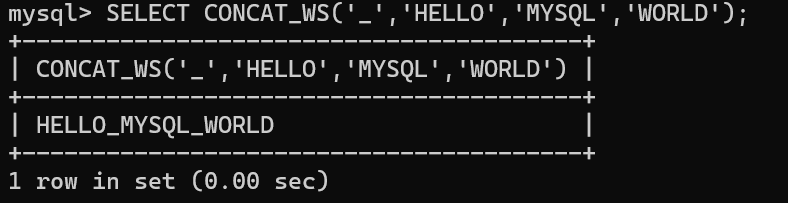 mysql> SELECT CONCAT_WS('_','HELLO','MYSQL','WORLD');
+----------------------------------------+
| CONCAT_WS('_','HELLO','MYSQL','WORLD') |
+----------------------------------------+
| HELLO_MYSQL_WORLD                      |
+----------------------------------------+
1 row in set (0.00 sec)